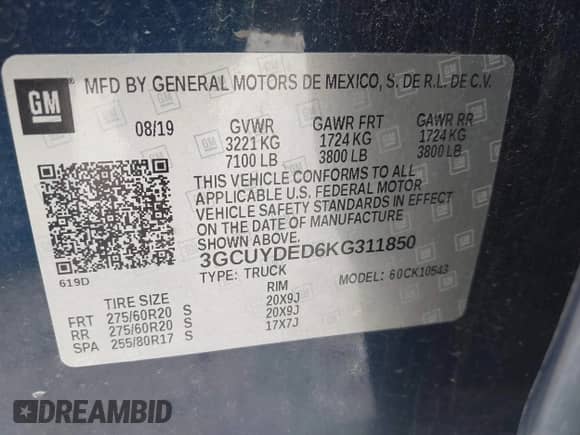 GM
®
MFD BY GENERAL MOTORS DE MEXICO, S. DE R.L. DE C.V.
08/19 GVWR GAWR FRT GAWR RR
3221 KG 1724 KG 1724 KG
7100 LB 3800 LB 3800 LB
THIS VEHICLE CONFORMS TO ALL
APPLICABLE U.S. FEDERAL MOTOR
VEHICLE SAFETY STANDARDS IN EFFECT
ON THE DATE OF MANUFACTURE
SHOWN ABOVE.
3GCUYDED6KG311850
TYPE: TRUCK MODEL: 60CK10543
619D
TIRE SIZE RIM
FRT 275/60R20 S 20X9J
RR 275/60R20 S 20X9J
SPA 255/80R17 S 17X7J
DREAMBID